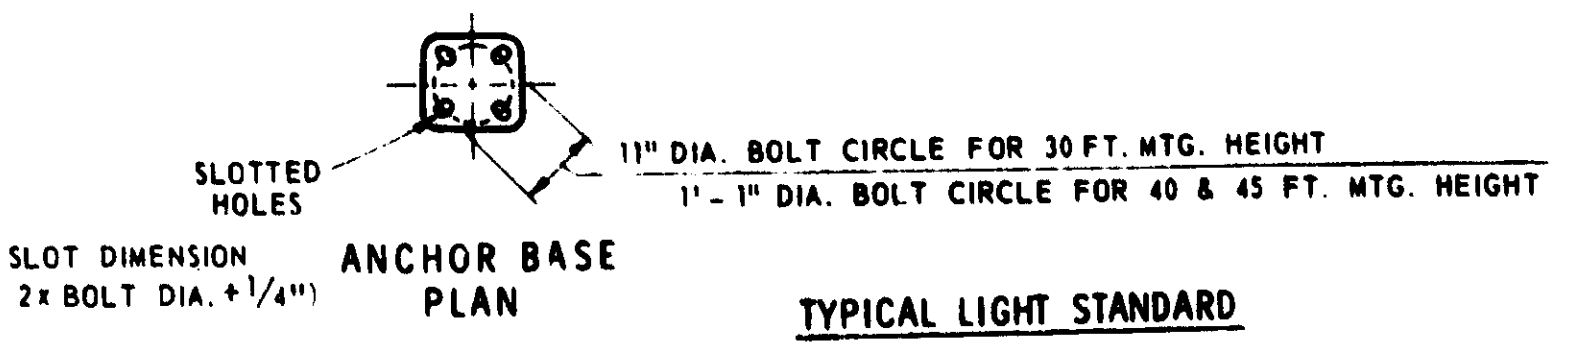 11" DIA. BOLT CIRCLE FOR 30 FT. MTG. HEIGHT
1'-1" DIA. BOLT CIRCLE FOR 40 & 45 FT. MTG. HEIGHT
SLOTTED
HOLES
SLOT DIMENSION
2x BOLT DIA. + 1/4")
ANCHOR BASE
PLAN
TYPICAL LIGHT STANDARD